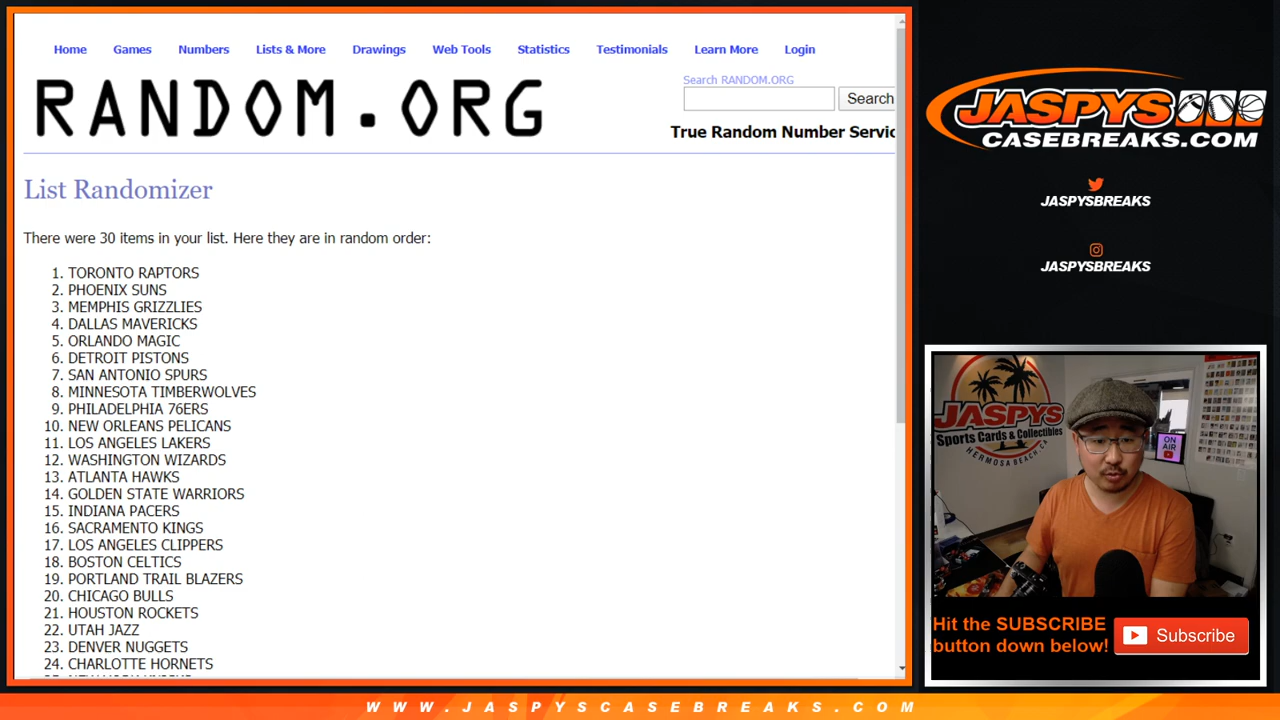 Home Games Numbers Lists & More Drawings Web Tools Statistics Testimonials Learn More Login
RANDOM.ORG
Search RANDOM.ORG
Search
True Random Number Servic
List Randomizer
There were 30 items in your list. Here they are in random order:
1. TORONTO RAPTORS
2. PHOENIX SUNS
3. MEMPHIS GRIZZLIES
4. DALLAS MAVERICKS
5. ORLANDO MAGIC
6. DETROIT PISTONS
7. SAN ANTONIO SPURS
8. MINNESOTA TIMBERWOLVES
9. PHILADELPHIA 76ERS
10. NEW ORLEANS PELICANS
11. LOS ANGELES LAKERS
12. WASHINGTON WIZARDS
13. ATLANTA HAWKS
14. GOLDEN STATE WARRIORS
15. INDIANA PACERS
16. SACRAMENTO KINGS
17. LOS ANGELES CLIPPERS
18. BOSTON CELTICS
19. PORTLAND TRAIL BLAZERS
20. CHICAGO BULLS
21. HOUSTON ROCKETS
22. UTAH JAZZ
23. DENVER NUGGETS
24. CHARLOTTE HORNETS
JASPYS
CASEBREAKS.COM
JASPYSBREAKS
JASPYSBREAKS
JASPYS
Sports Cards & Collectibles
HERMOSA BEACH, CA
ON
AIR
Hit the SUBSCRIBE
button down below!
Subscribe
WWW.JASPYSCASEBREAKS.COM